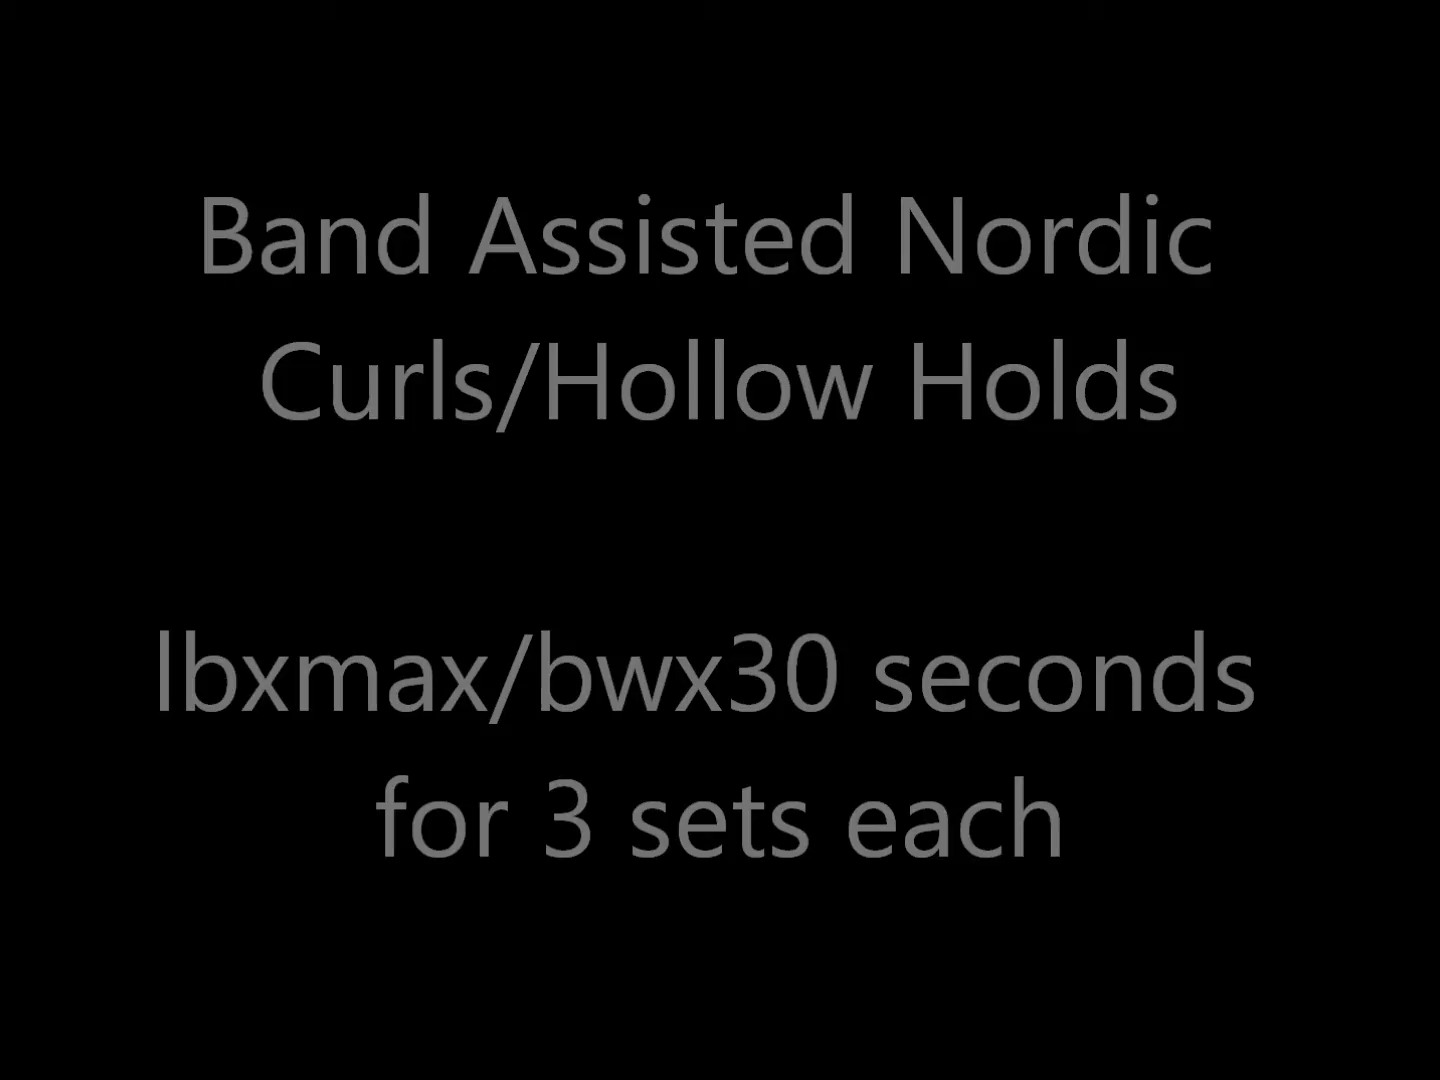 Band Assisted Nordic
Curls/Hollow Holds
lbxmax/bwx30 seconds
for 3 sets each